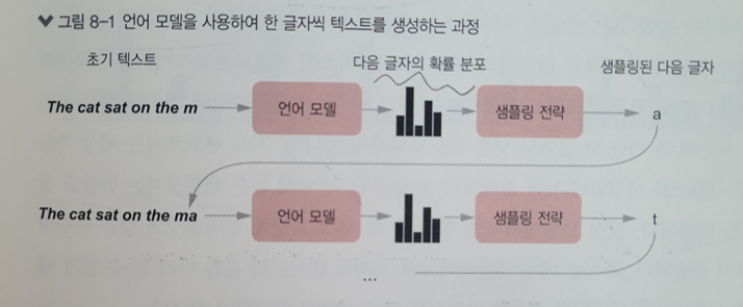 그림 8-1 언어 모델을 사용하여 한 글자씩 텍스트를 생성하는 과정
초기 텍스트 다음 글자의 확률 분포 샘플링된 다음 글자
The cat sat on the m 언어 모델 샘플링 전략 a
The cat sat on the ma 언어 모델 샘플링 전략 t
...